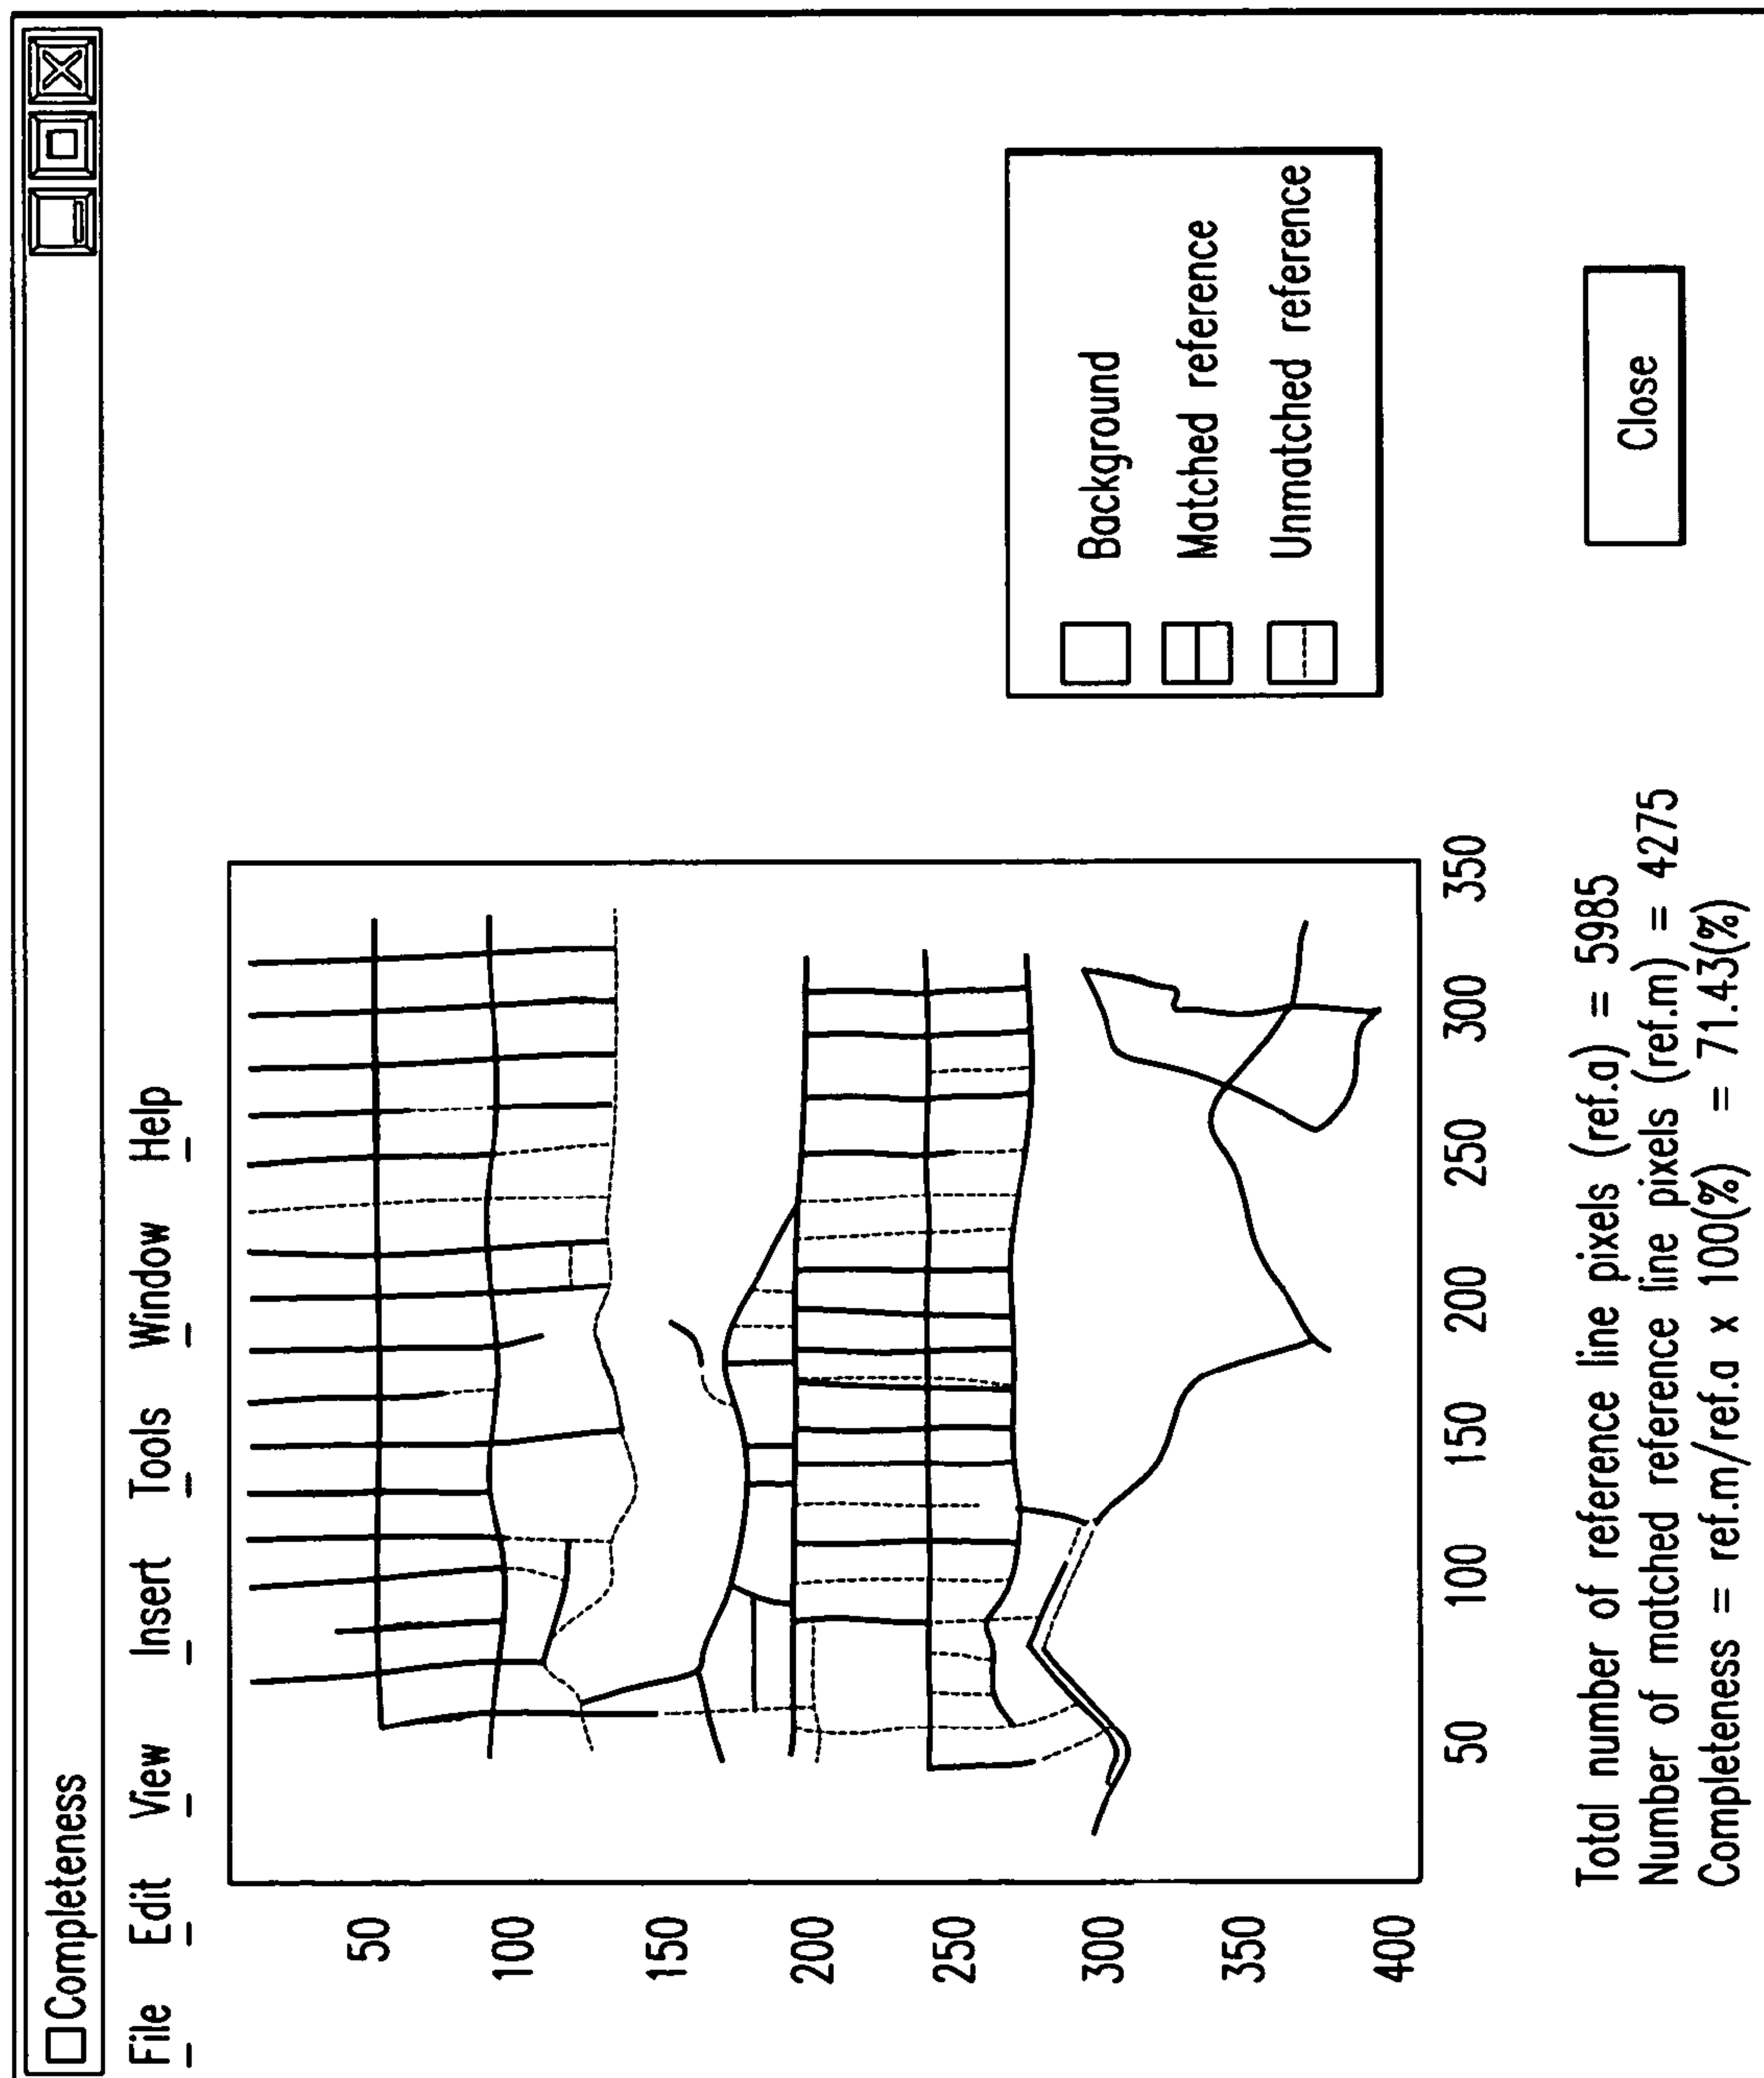 Completeness
File Edit View Insert Tools Window Help
50
100
150
200
250
300
350
400
50 100 150 200 250 300 350
Background
Matched reference
Unmatched reference
Total number of reference line pixels (ref.a) = 5985
Number of matched reference line pixels (ref.m) = 4275
Completeness = ref.m/ref.a x 100(%) = 71.43(%)
Close